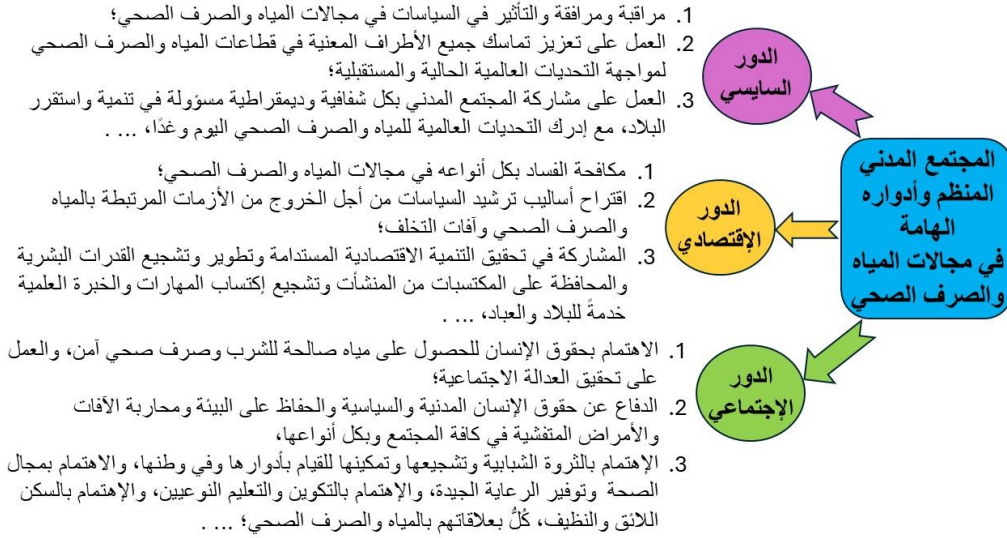 المجتمع المدني
المنظم وأدواره
الهامة
في مجالات المياه
والصرف الصحي
الدور
السايسي
1. مراقبة ومرافقة والتأثير في السياسات في مجالات المياه والصرف الصحي؛
2. العمل على تعزيز تماسك جميع الأطراف المعنية في قطاعات المياه والصرف الصحي
لمواجهة التحديات العالمية الحالية والمستقبلية؛
3. العمل على مشاركة المجتمع المدني بكل شفافية وديمقراطية مسؤولة في تنمية واستقرر
البلاد، مع إدرك التحديات العالمية للمياه والصرف الصحي اليوم وغدًا، ... .
الدور
الإقتصادي
1. مكافحة الفساد بكل أنواعه في مجالات المياه والصرف الصحي؛
2. اقتراح أساليب ترشيد السياسات من أجل الخروج من الأزمات المرتبطة بالمياه
والصرف الصحي وآفات التخلف؛
3. المشاركة في تحقيق التنمية الاقتصادية المستدامة وتطوير وتشجيع القدرات البشرية
والمحافظة على المكتسبات من المنشأت وتشجيع إكتساب المهارات والخبرة العلمية
خدمةً للبلاد والعباد، ... .
الدور
الإجتماعي
1. الاهتمام بحقوق الإنسان للحصول على مياه صالحة للشرب وصرف صحي آمن، والعمل
على تحقيق العدالة الاجتماعية؛
2. الدفاع عن حقوق الإنسان المدنية والسياسية والحفاظ على البيئة ومحاربة الآفات
والأمراض المتفشية في كافة المجتمع وبكل أنواعها،
3. الإهتمام بالثروة الشبابية وتشجيعها وتمكينها للقيام بأدوارها وفي وطنها، والاهتمام بمجال
الصحة وتوفير الرعاية الجيدة، والإهتمام بالتكوين والتعليم النوعيين، والإهتمام بالسكن
اللائق والنظيف، كُلُّ بعلاقاتهم بالمياه والصرف الصحي؛ ... .